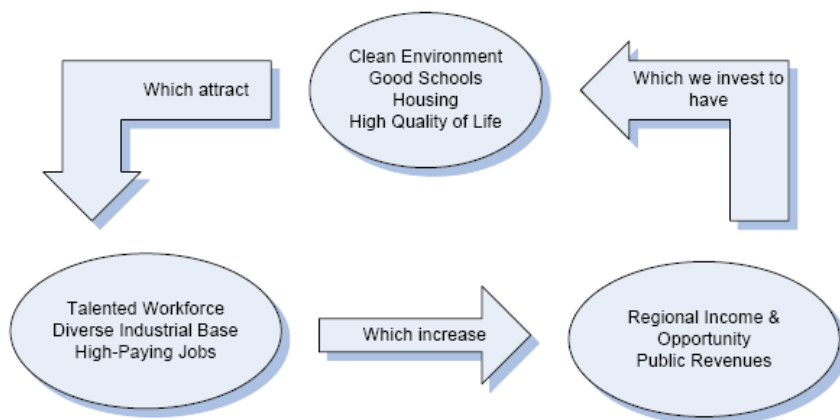 Clean Environment
Good Schools
Housing
High Quality of Life
Which attract
Talented Workforce
Diverse Industrial Base
High-Paying Jobs
Which increase
Regional Income &
Opportunity
Public Revenues
Which we invest to
have